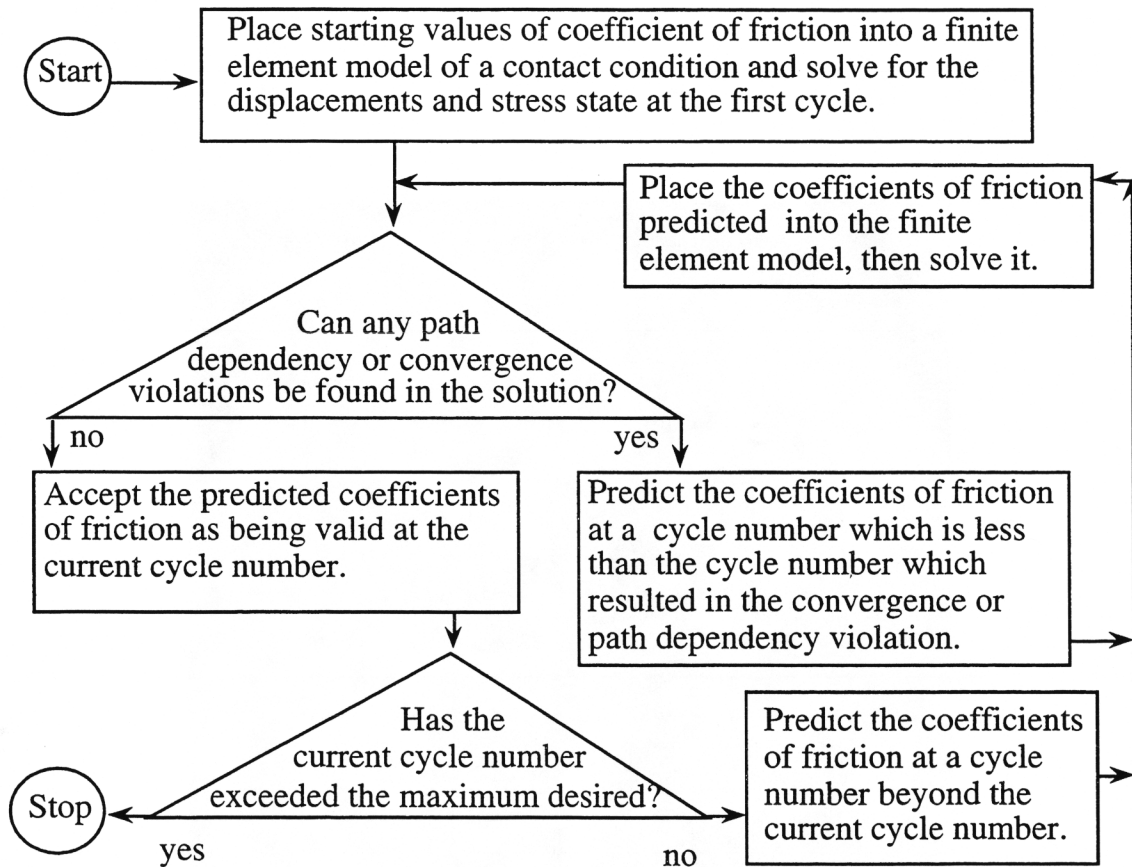 Start
Place starting values of coefficient of friction into a finite
element model of a contact condition and solve for the
displacements and stress state at the first cycle.
Place the coefficients of friction
predicted into the finite
element model, then solve it.
Can any path
dependency or convergence
violations be found in the solution?
no
yes
Accept the predicted coefficients
of friction as being valid at the
current cycle number.
Predict the coefficients of friction
at a cycle number which is less
than the cycle number which
resulted in the convergence or
path dependency violation.
Has the
current cycle number
exceeded the maximum desired?
Stop
yes
no
Predict the coefficients
of friction at a cycle
number beyond the
current cycle number.